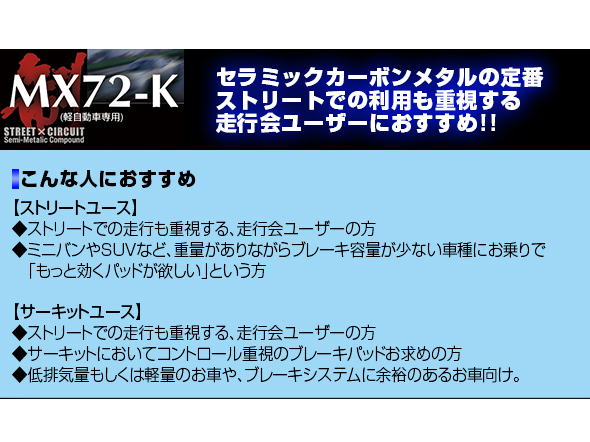 MX72-K
(軽自動車専用)
STREET×CIRCUIT
Semi-Metalic Compound
セラミックカーボンメタルの定番
ストリートでの利用も重視する
走行会ユーザーにおすすめ!!
こんな人におすすめ
【ストリートユース】
◆ストリートでの走行も重視する、走行会ユーザーの方
◆ミニバンやSUVなど、重量がありながらブレーキ容量が少ない車種にお乗りで
「もっと効くパッドが欲しい」という方
【サーキットユース】
◆ストリートでの走行も重視する、走行会ユーザーの方
◆サーキットにおいてコントロール重視のブレーキパッドお求めの方
◆低排気量もしくは軽量のお車や、ブレーキシステムに余裕のあるお車向け。